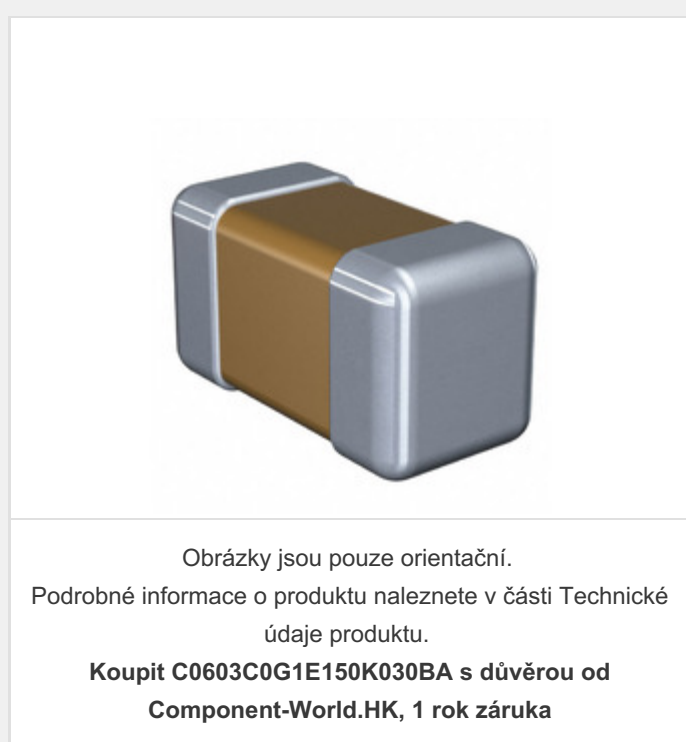 Obrázky jsou pouze orientační.
Podrobné informace o produktu naleznete v části Technické
údaje produktu.
Koupit C0603C0G1E150K030BA s důvěrou od
Component-World.HK, 1 rok záruka